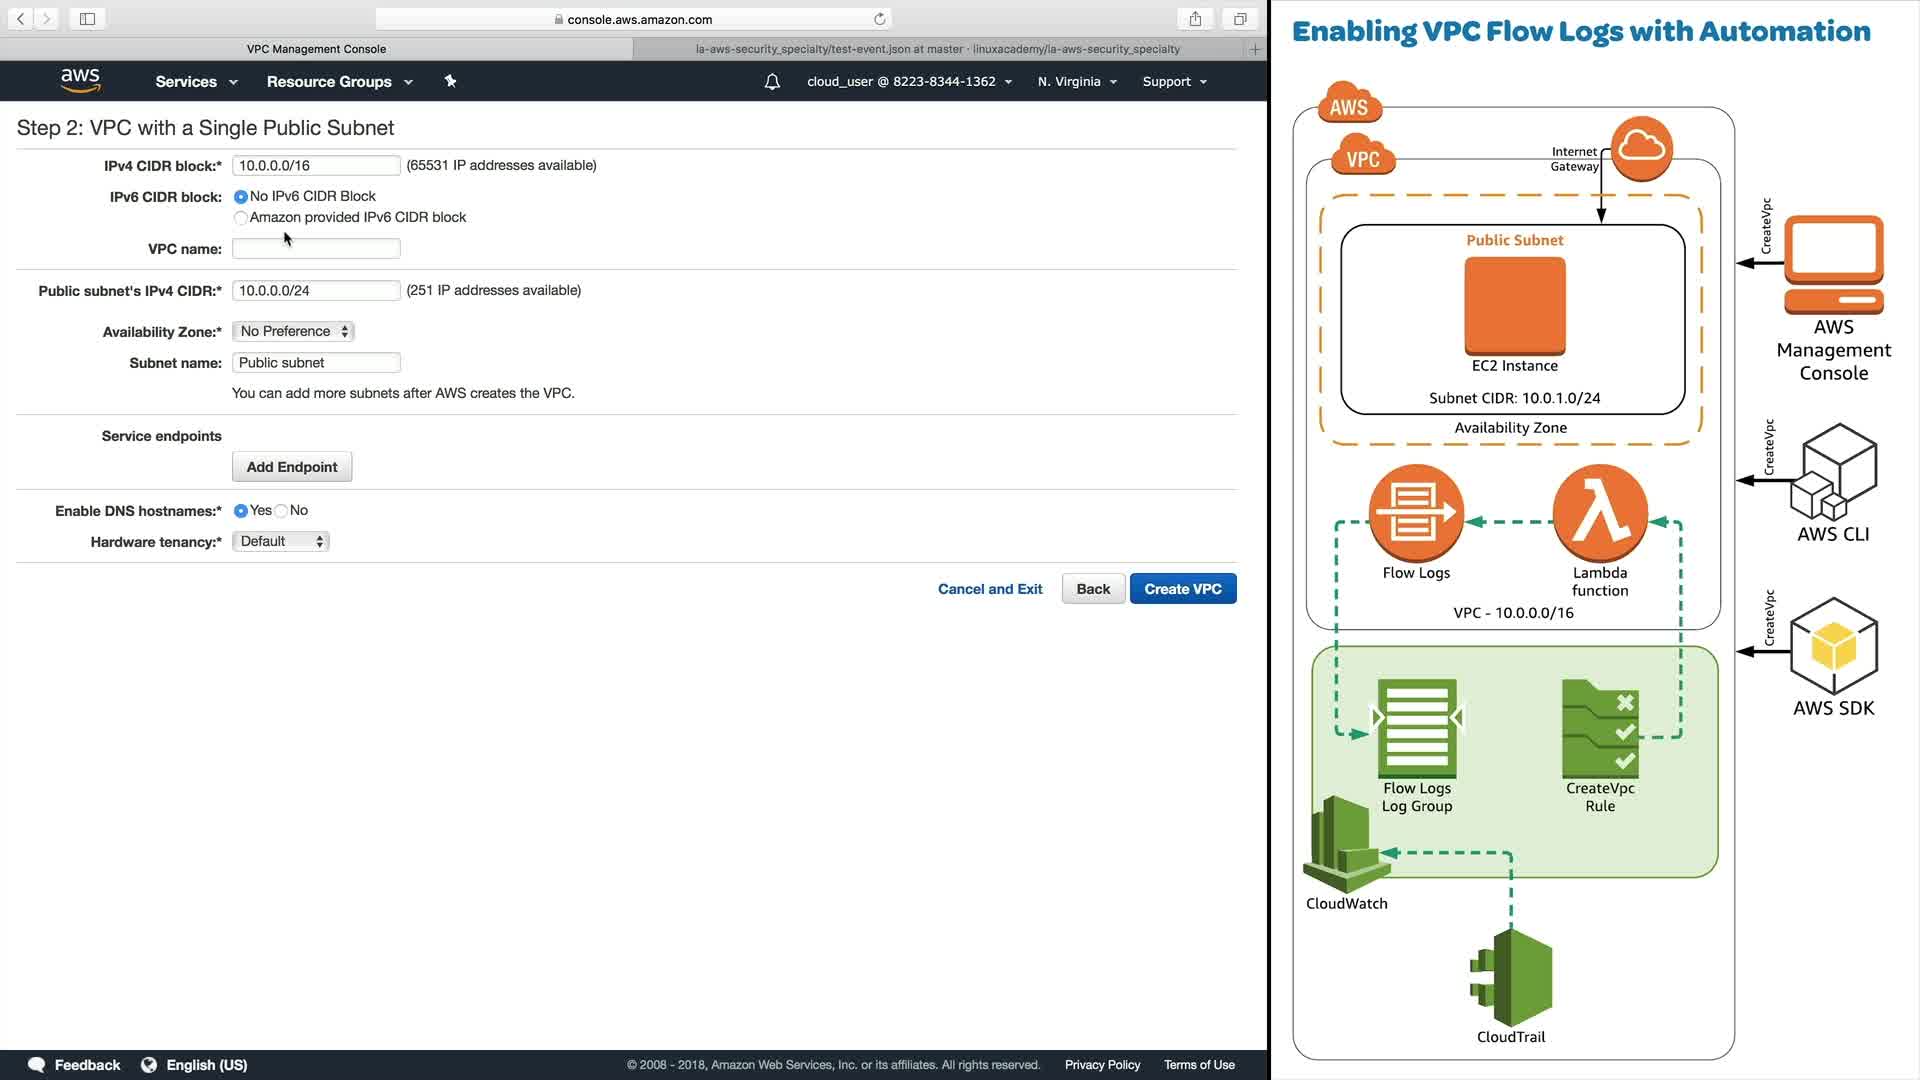 console.aws.amazon.com
VPC Management Console
la-aws-security_specialty/test-event.json at master · linuxacademy/la-aws-security_specialty
aws
Services
Resource Groups
cloud_user @ 8223-8344-1362
N. Virginia
Support
Step 2: VPC with a Single Public Subnet
IPv4 CIDR block:* 10.0.0.0/16 (65531 IP addresses available)
IPv6 CIDR block: No IPv6 CIDR Block
Amazon provided IPv6 CIDR block
VPC name:
Public subnet's IPv4 CIDR:* 10.0.0.0/24 (251 IP addresses available)
Availability Zone:* No Preference
Subnet name: Public subnet
You can add more subnets after AWS creates the VPC.
Service endpoints
Add Endpoint
Enable DNS hostnames:* Yes No
Hardware tenancy:* Default
Cancel and Exit
Back
Create VPC
Feedback
English (US)
© 2008 - 2018, Amazon Web Services, Inc. or its affiliates. All rights reserved.
Privacy Policy
Terms of Use
Enabling VPC Flow Logs with Automation
AWS
VPC
Internet
Gateway
Public Subnet
EC2 Instance
Subnet CIDR: 10.0.1.0/24
Availability Zone
Flow Logs
Lambda
function
VPC - 10.0.0.0/16
Flow Logs
Log Group
CreateVpc
Rule
CloudWatch
CloudTrail
CreateVpc
AWS
Management
Console
CreateVpc
AWS CLI
CreateVpc
AWS SDK